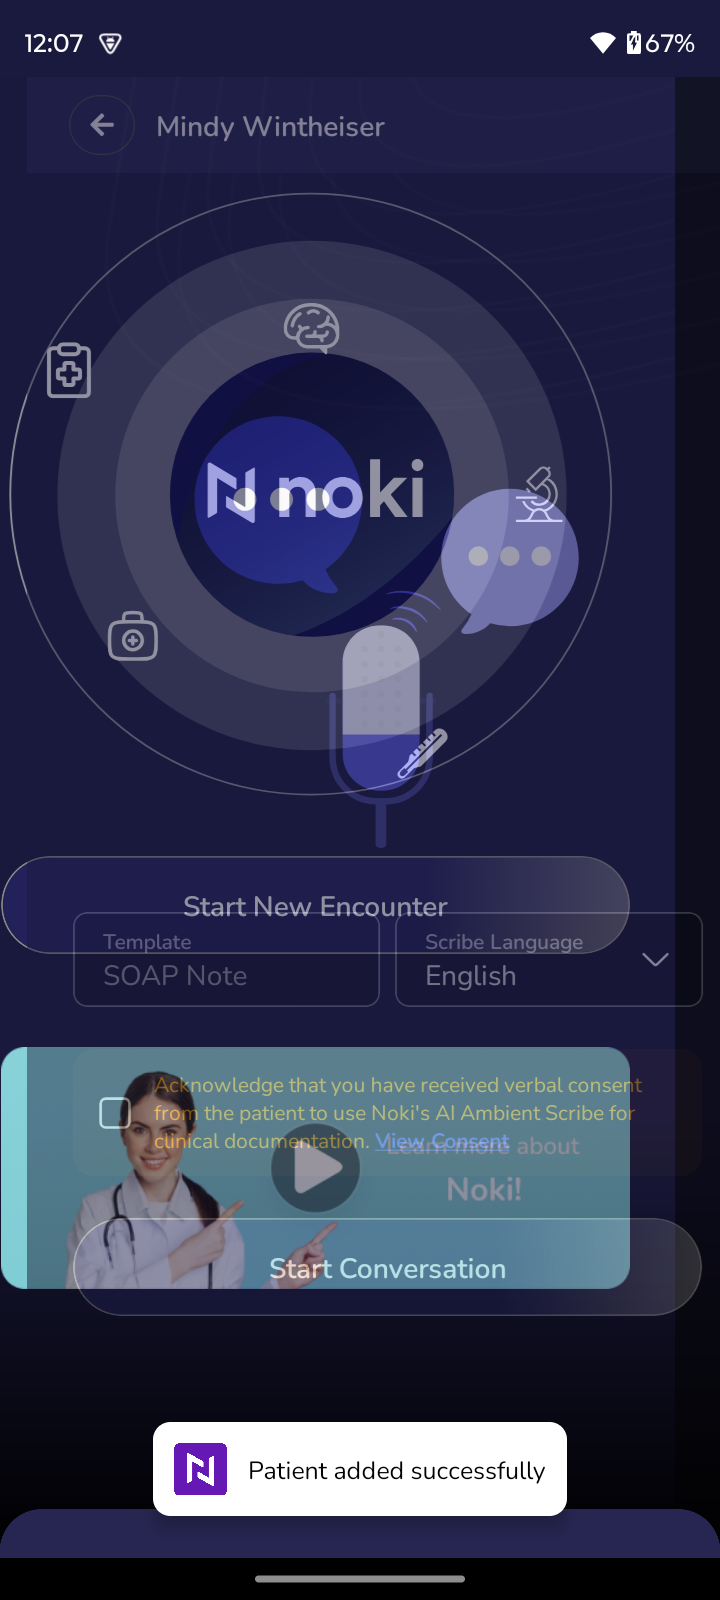 12:07
67%
Mindy Wintheiser
noki
Start New Encounter
Template
SOAP Note
Scribe Language
English
Acknowledge that you have received verbal consent
from the patient to use Noki's AI Ambient Scribe for
clinical documentation. View Consent
Learn more about
Noki!
Start Conversation
Patient added successfully